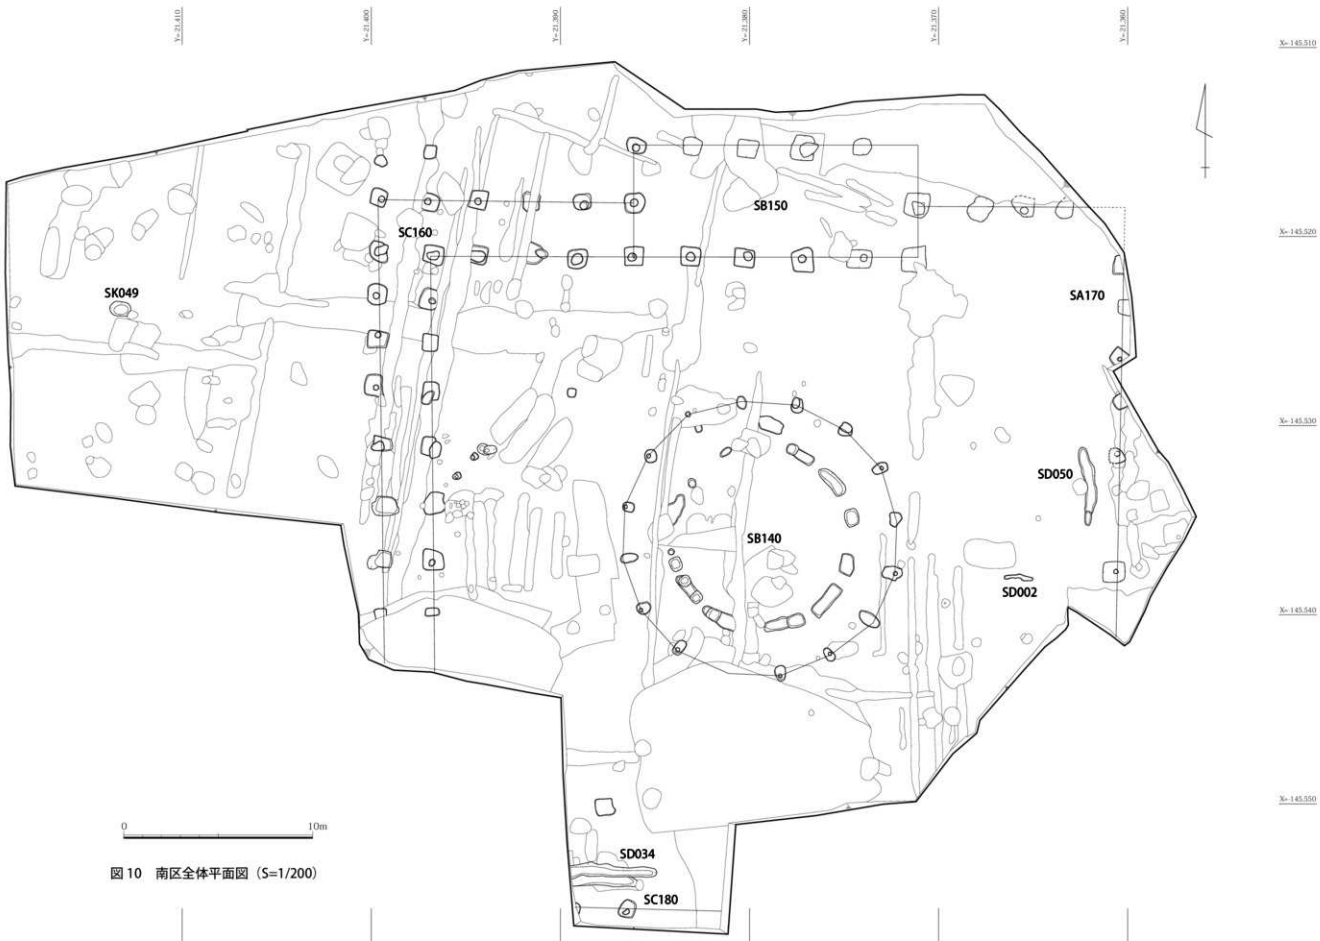 Y=-21.410
Y=-21.400
Y=-21.390
Y=-21.380
Y=-21.370
Y=-21.360
X=-145.510
SB150
SC160
X=-145.520
SK049
SA170
X=-145.530
SD050
SB140
SD002
X=-145.540
X=-145.550
0 10m
SD034
図 10 南区全体平面図（S=1/200）
SC180